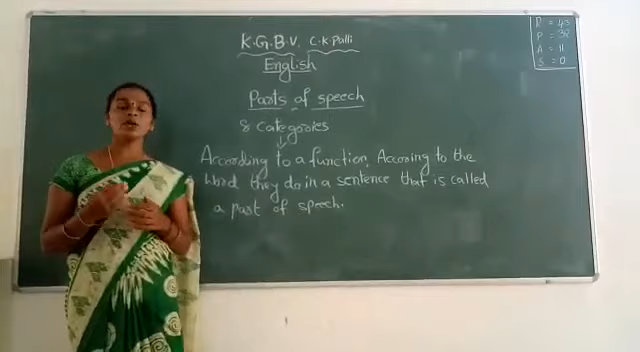 K.G.B.V. C.K.Palli
English
Parts of speech
8 categories
According to a function, Accroning to the
Word they do in a sentence that is called
a part of speech.
R = 43
P = 32
A = 11
S = 0